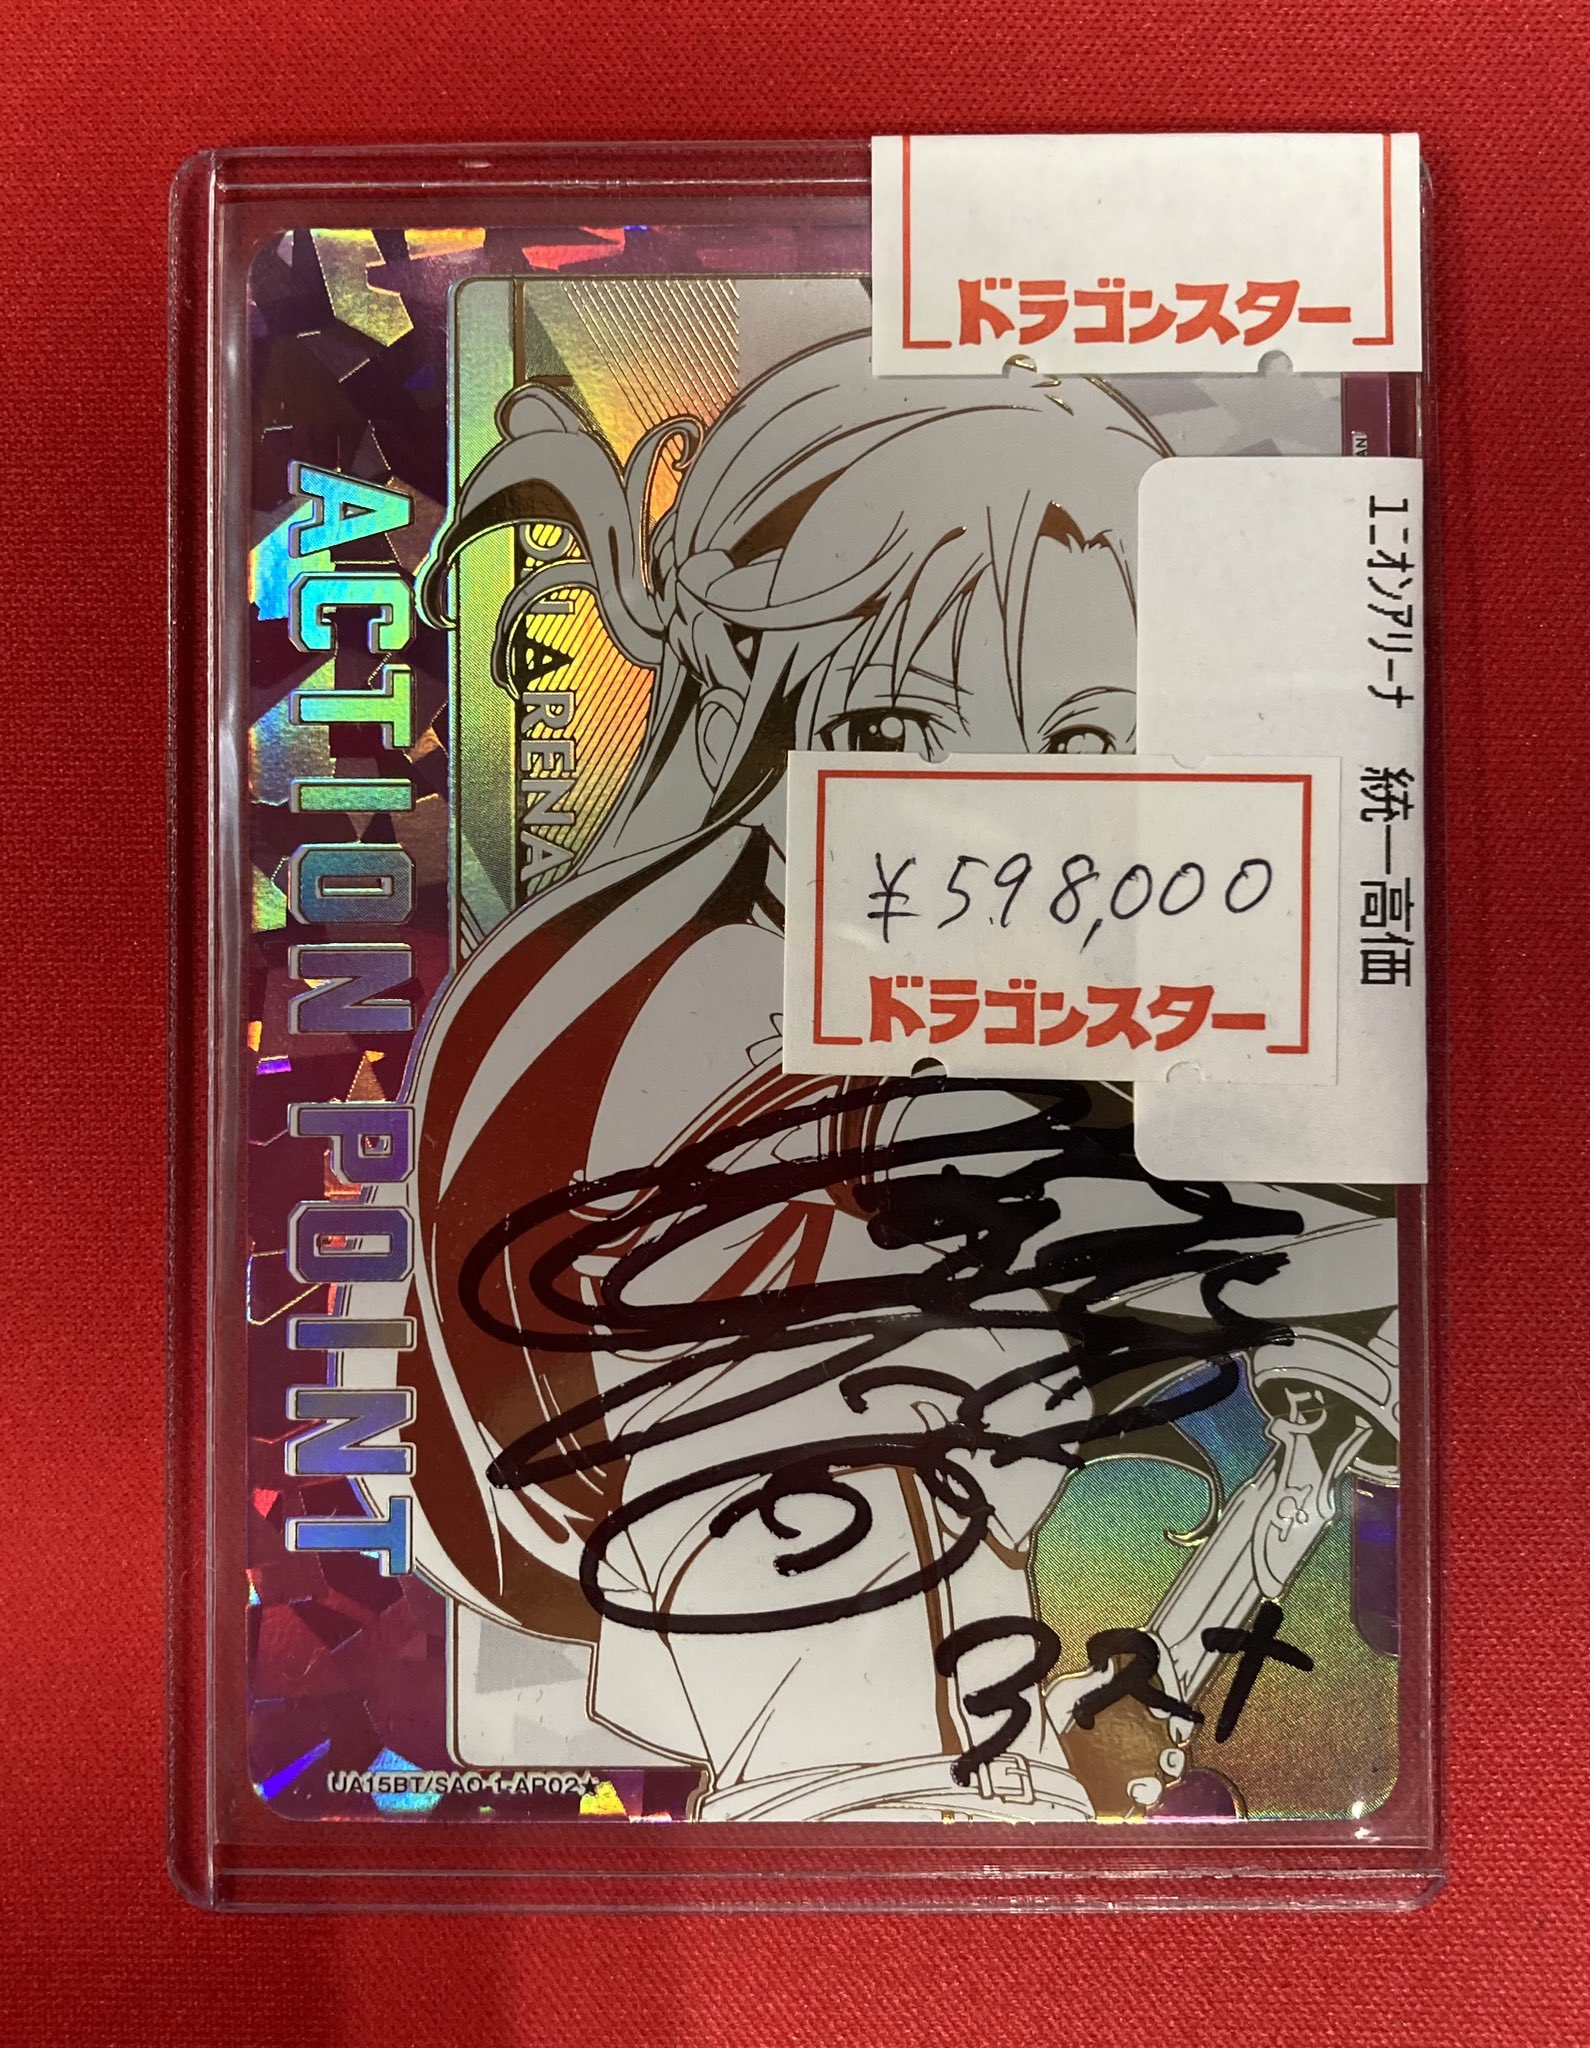 ドラゴンスター
ACTION POINT
ARENA
ユニオンアリーナ 統一高価
¥598,000
ドラゴンスター
32+
UA15BT/SAO-1-AP02★